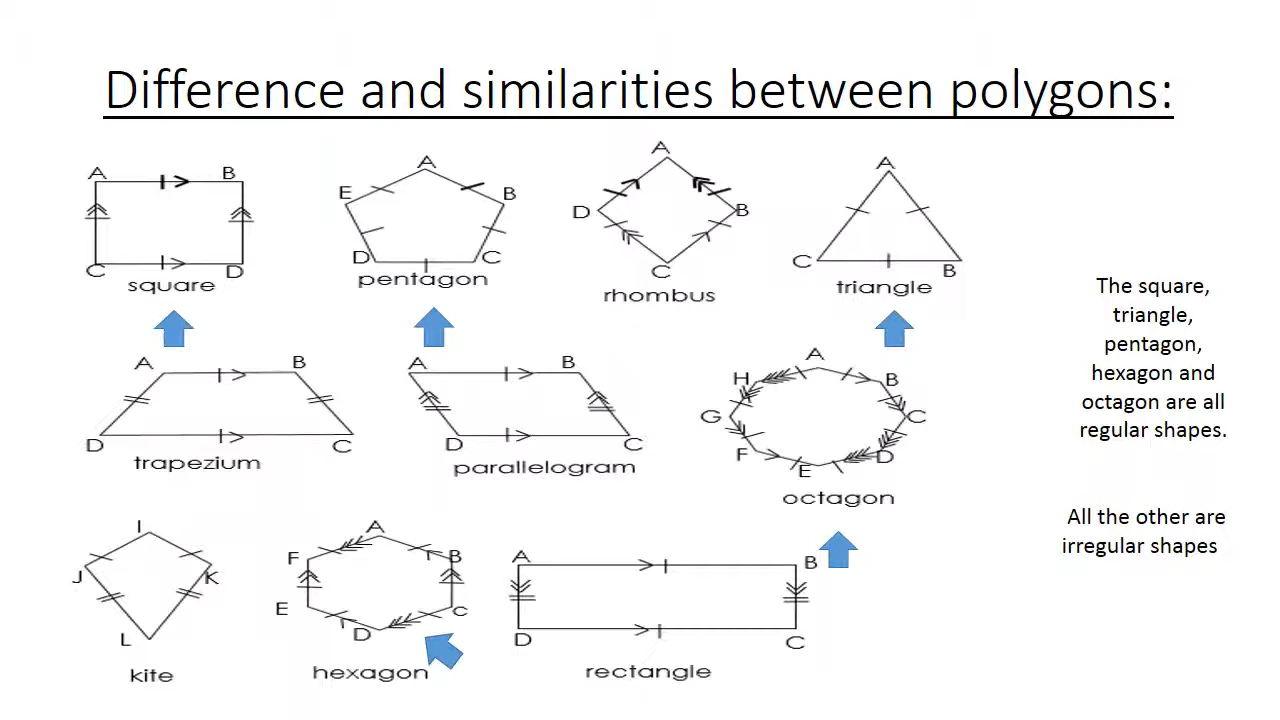 Difference and similarities between polygons:
A B
C D
square
A
E B
D C
pentagon
A
D B
C
rhombus
A
C B
triangle
The square,
triangle,
pentagon,
hexagon and
octagon are all
regular shapes.
A B
D C
trapezium
A B
D C
parallelogram
A
H B
G C
F D
E
octagon
All the other are
irregular shapes
I
J K
L
kite
A
F B
E C
D
hexagon
A B
D C
rectangle